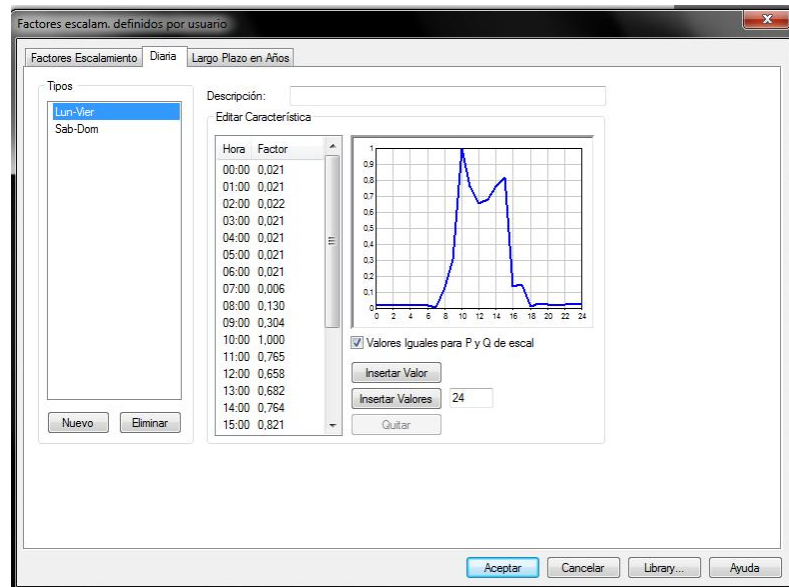 Factores escalam. definidos por usuario
Factores Escalamiento Diaria Largo Plazo en Años
Tipos
Lun-Vier
Sab-Dom
Nuevo Eliminar
Descripción:
Editar Característica
Hora Factor
00:00 0,021
01:00 0,021
02:00 0,022
03:00 0,021
04:00 0,021
05:00 0,021
06:00 0,021
07:00 0,006
08:00 0,130
09:00 0,304
10:00 1,000
11:00 0,765
12:00 0,658
13:00 0,682
14:00 0,764
15:00 0,821
1
0,9
0,8
0,7
0,6
0,5
0,4
0,3
0,2
0,1
0
0 2 4 6 8 10 12 14 16 18 20 22 24
Valores Iguales para P y Q de escal
Insertar Valor
Insertar Valores 24
Quitar
Aceptar Cancelar Library... Ayuda